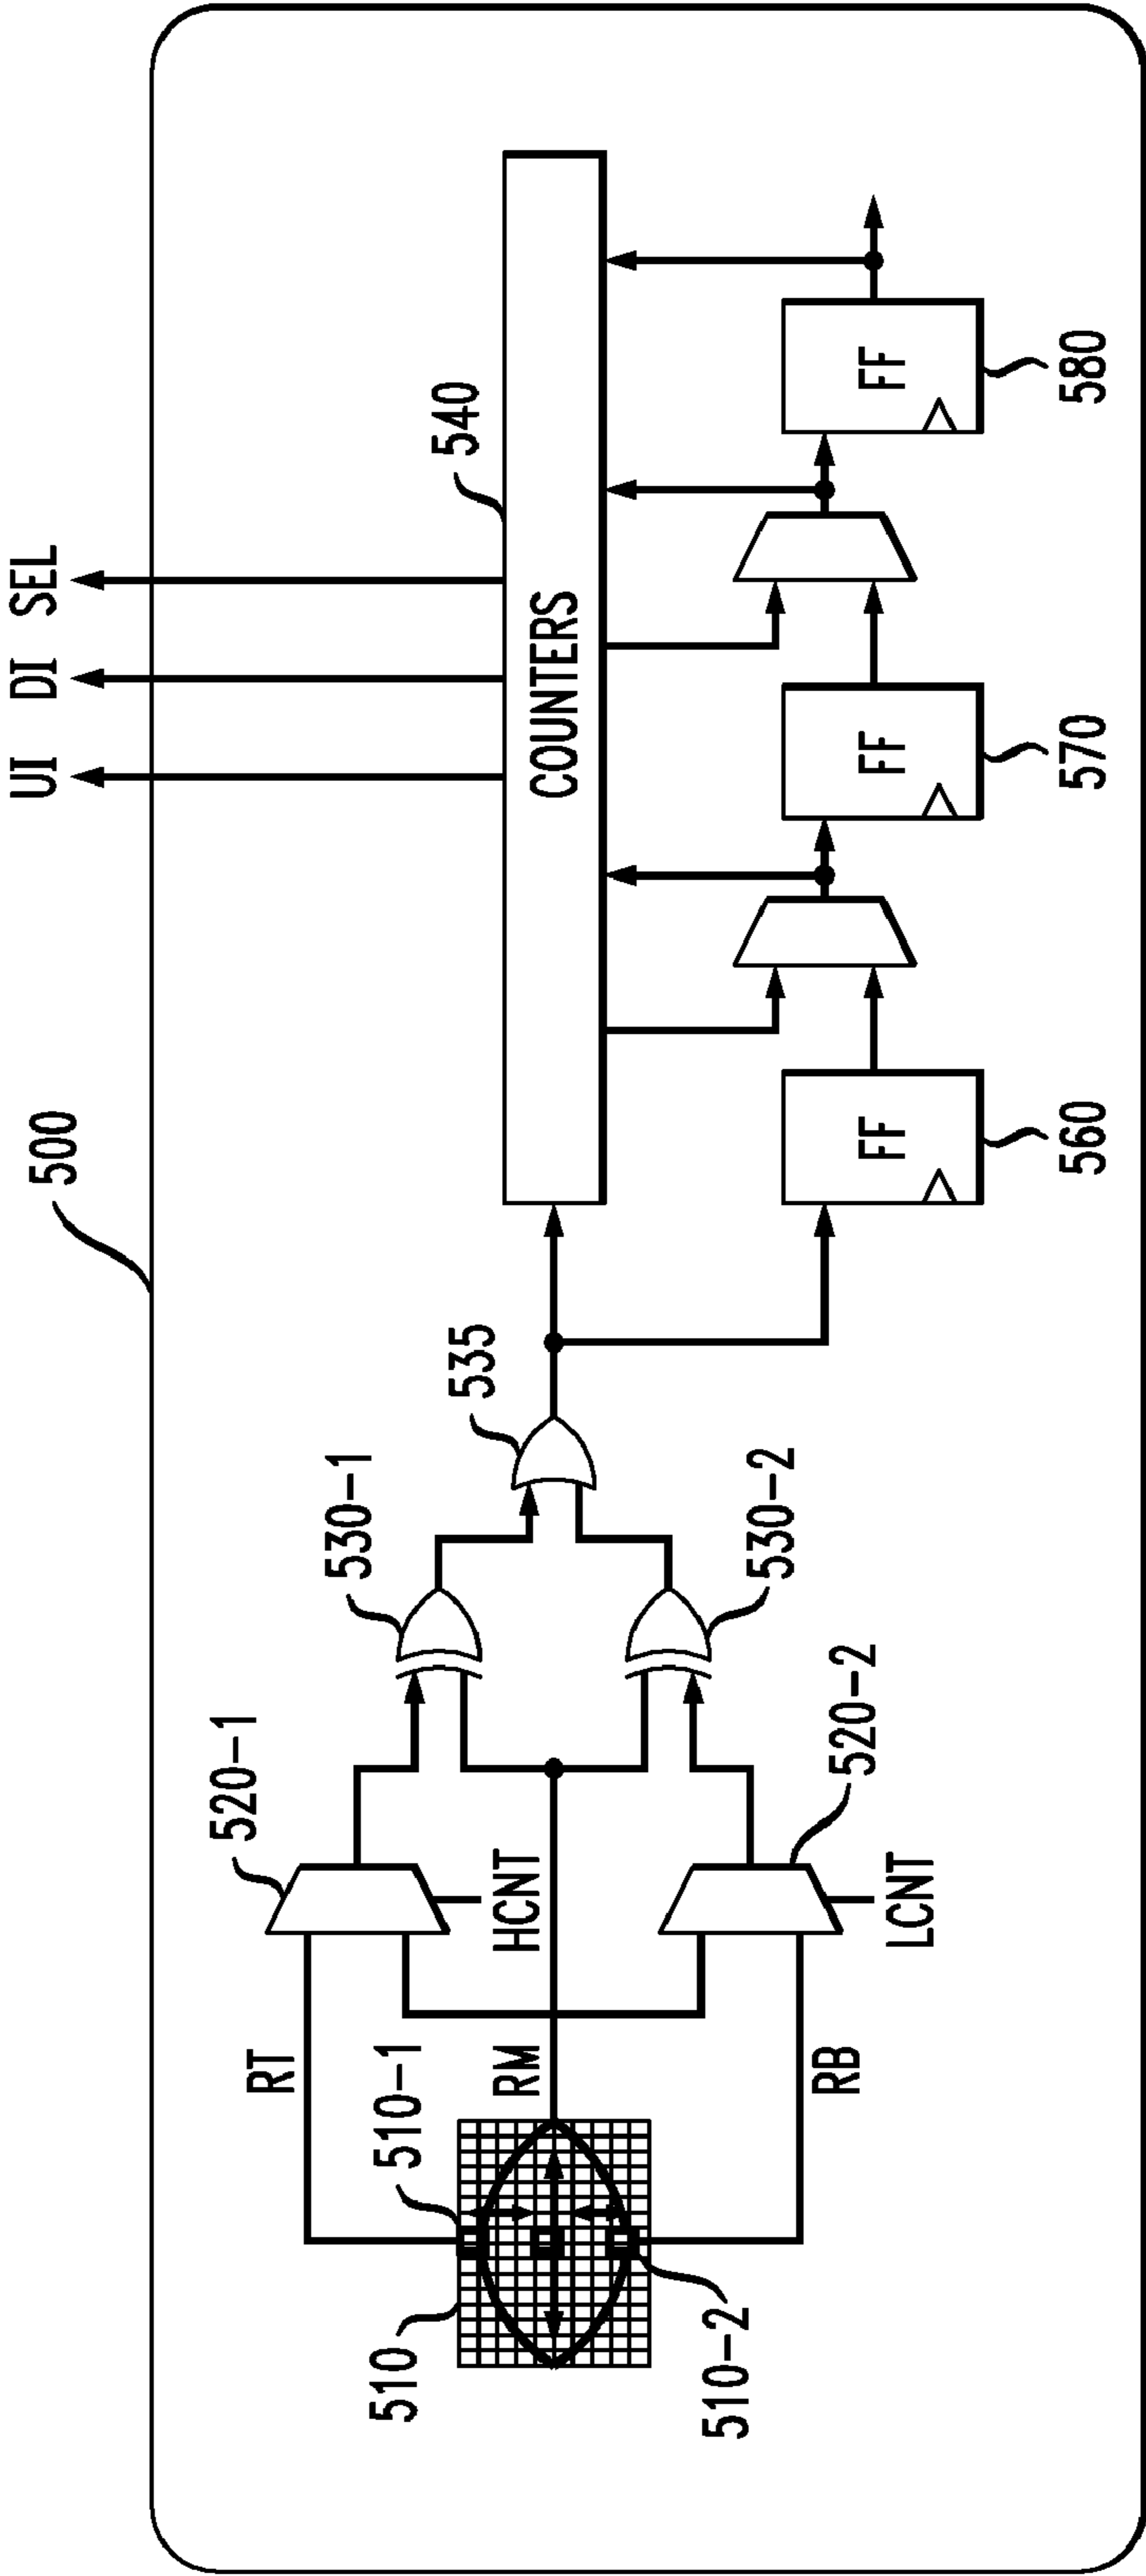 500
UI DI SEL
540
COUNTERS
535
530-1
530-2
520-1
520-2
HCNT
LCNT
RT
RM
RB
510-1
510
510-2
FF
560
FF
570
FF
580